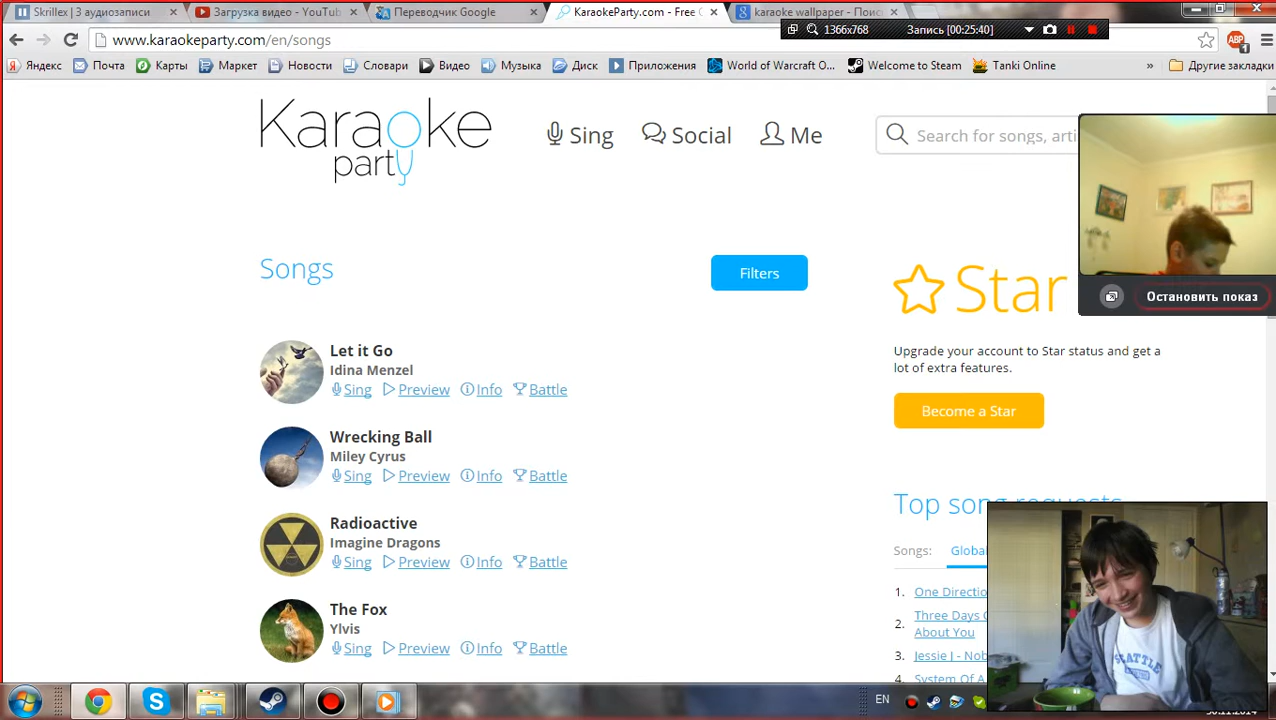 Skrillex | 3 аудиозаписи
Загрузка видео - YouTub
Переводчик Google
KaraokeParty.com - Free
karaoke wallpaper - Поис
1366x768
Запись [00:25:40]
www.karaokeparty.com/en/songs
ABP
1
Яндекс
Почта
Карты
Маркет
Новости
Словари
Видео
Музыка
Диск
Приложения
World of Warcraft O...
Welcome to Steam
Tanki Online
»
Другие закладки
Karaoke
party
Sing
Social
Me
Search for songs, arti
Остановить показ
Songs
Filters
Let it Go
Idina Menzel
Sing Preview Info Battle
Wrecking Ball
Miley Cyrus
Sing Preview Info Battle
Radioactive
Imagine Dragons
Sing Preview Info Battle
The Fox
Ylvis
Sing Preview Info Battle
Star
Upgrade your account to Star status and get a
lot of extra features.
Become a Star
Top song requests
Songs:
1. One Directio
2. Three Days
About You
3. Jessie J - Nob
4. System Of A
SEATTLE
EN